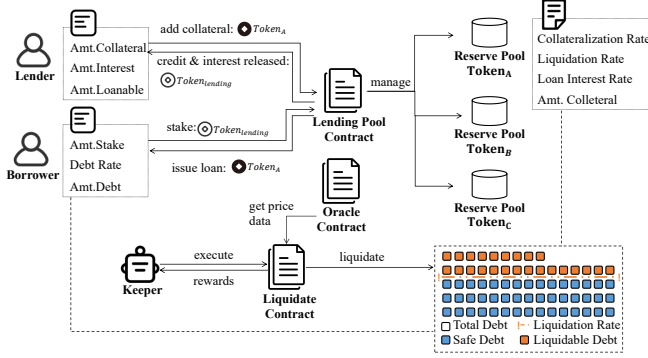 Lender
Amt.Collateral
Amt.Interest
Amt.Loanable
add collateral: Token_A
credit & interest released:
Token_lending
Borrower
Amt.Stake
Debt Rate
Amt.Debt
stake: Token_lending
issue loan: Token_A
Lending Pool
Contract
manage
Reserve Pool
Token_A
Reserve Pool
Token_B
Reserve Pool
Token_C
Collateralization Rate
Liquidation Rate
Loan Interest Rate
Amt. Colleteral
Oracle
Contract
get price
data
Keeper
execute
rewards
Liquidate
Contract
liquidate
Total Debt
Liquidation Rate
Safe Debt
Liquidable Debt